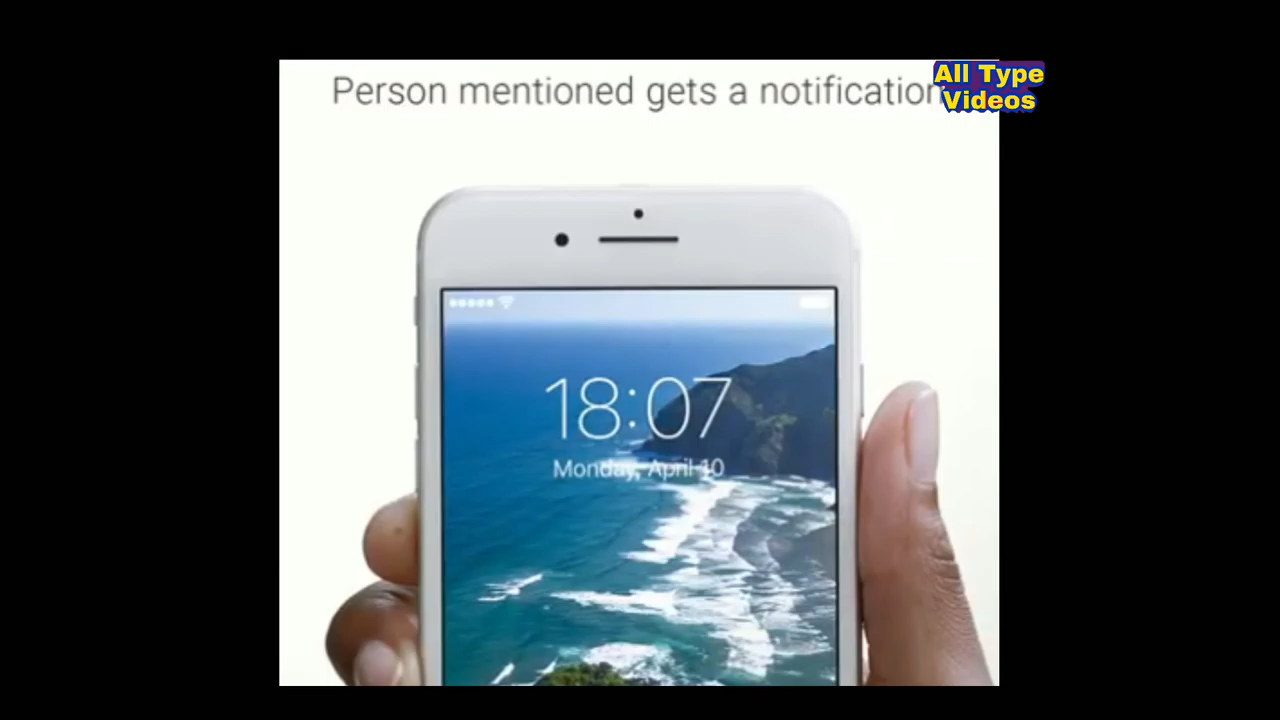 Person mentioned gets a notification
All Type
Videos
18:07
Monday, April 10